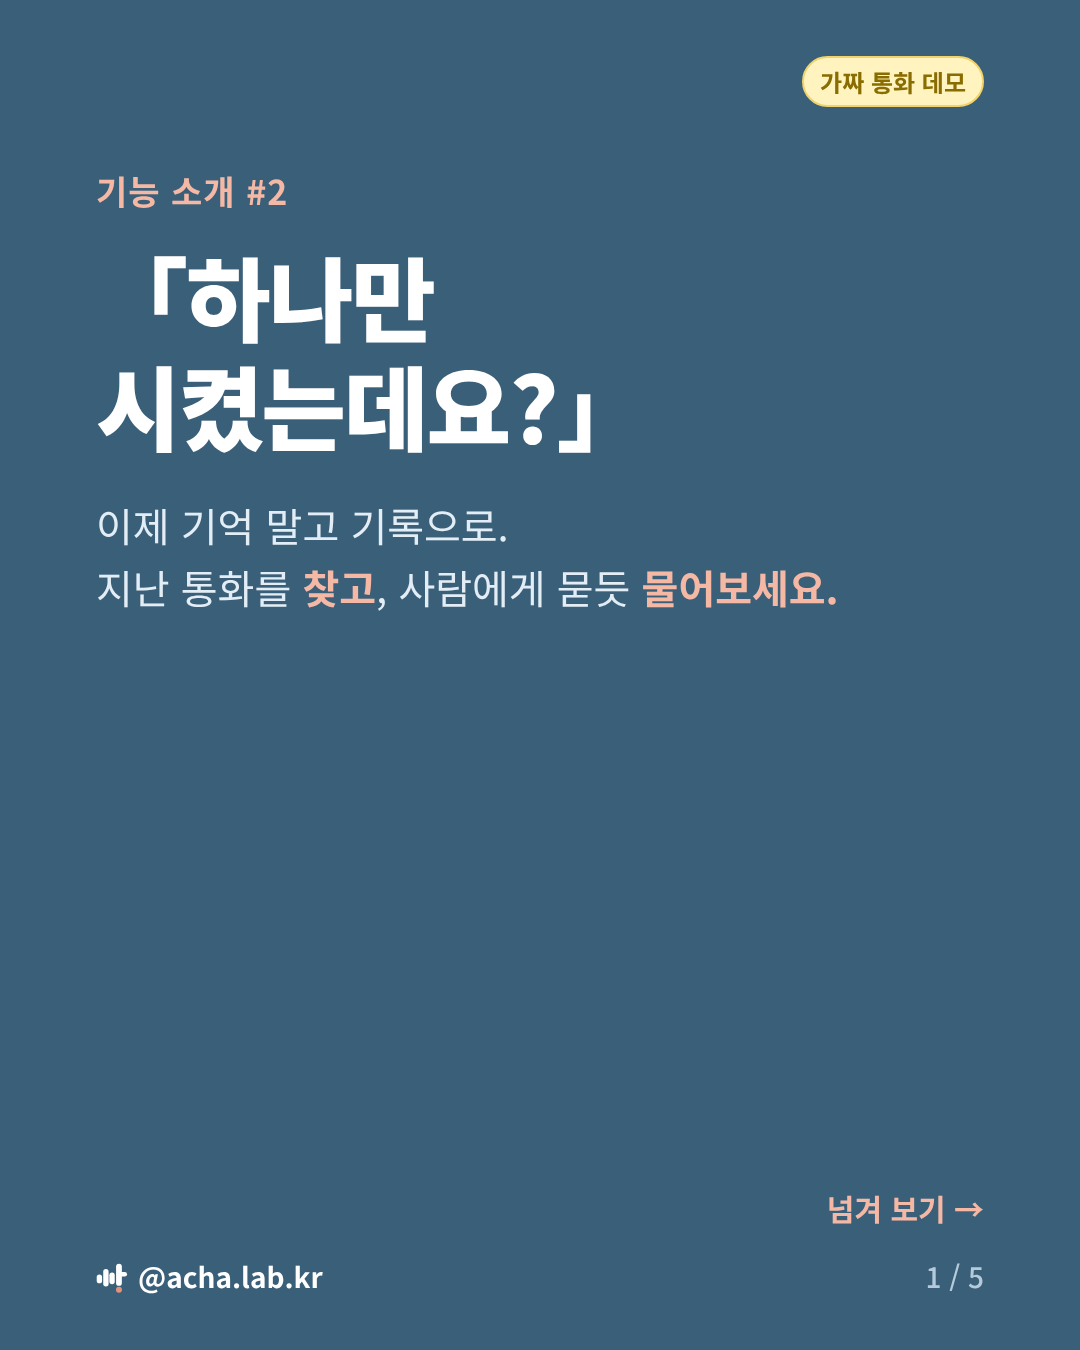 가짜 통화 데모
기능 소개 #2
「하나만
시켰는데요?」
이제 기억 말고 기록으로.
지난 통화를 찾고, 사람에게 묻듯 물어보세요.
넘겨 보기 →
@acha.lab.kr
1 / 5